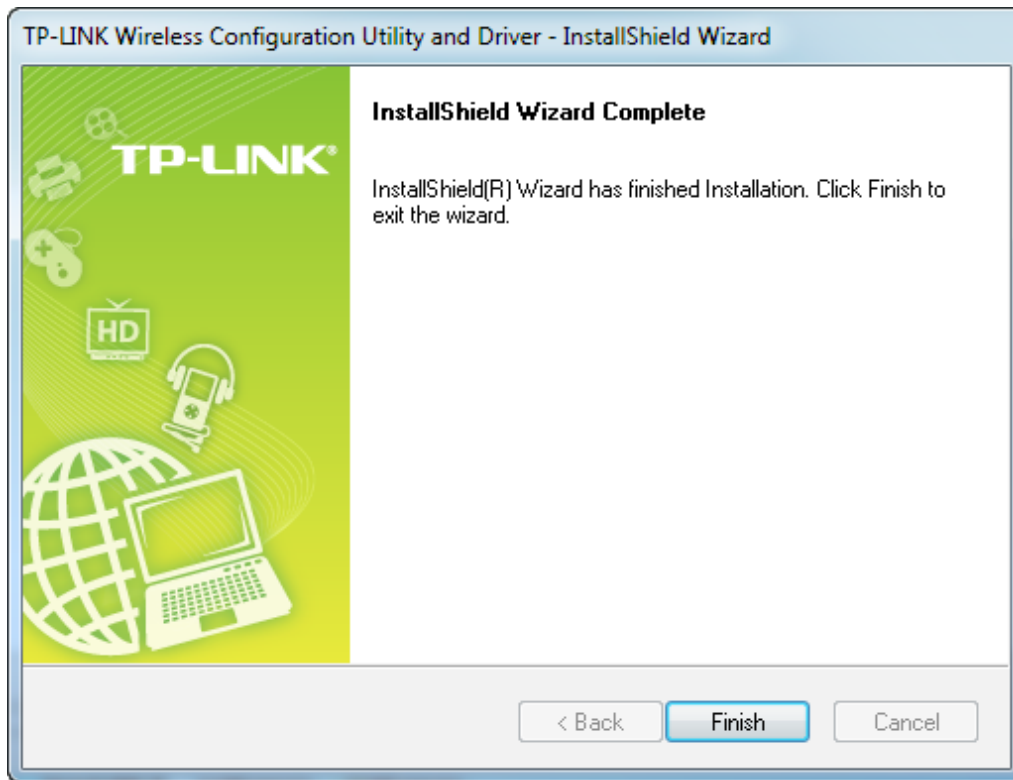 TP-LINK Wireless Configuration Utility and Driver - InstallShield Wizard
TP-LINK®
HD
InstallShield Wizard Complete
InstallShield(R) Wizard has finished Installation. Click Finish to
exit the wizard.
< Back
Finish
Cancel